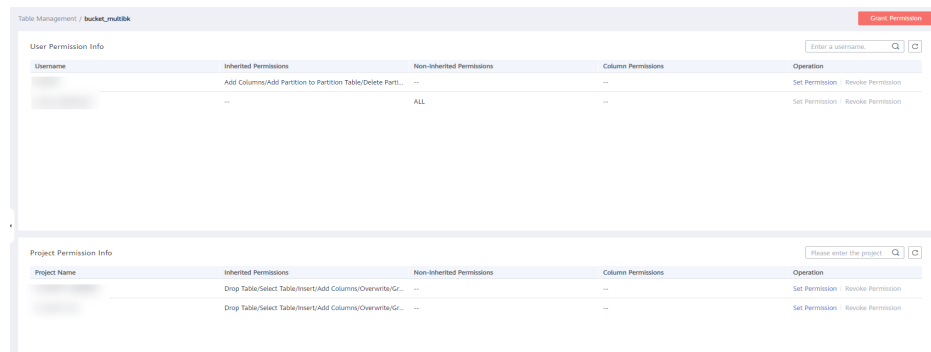 Table Management / bucket_multibk
Grant Permission
User Permission Info
Enter a username.
Username Inherited Permissions Non-Inherited Permissions Column Permissions Operation
Add Columns/Add Partition to Partition Table/Delete Parti... -- -- Set Permission | Revoke Permission
-- ALL -- Set Permission | Revoke Permission
Project Permission Info
Please enter the project
Project Name Inherited Permissions Non-Inherited Permissions Column Permissions Operation
Drop Table/Select Table/Insert/Add Columns/Overwrite/Gr... -- -- Set Permission | Revoke Permission
Drop Table/Select Table/Insert/Add Columns/Overwrite/Gr... -- -- Set Permission | Revoke Permission